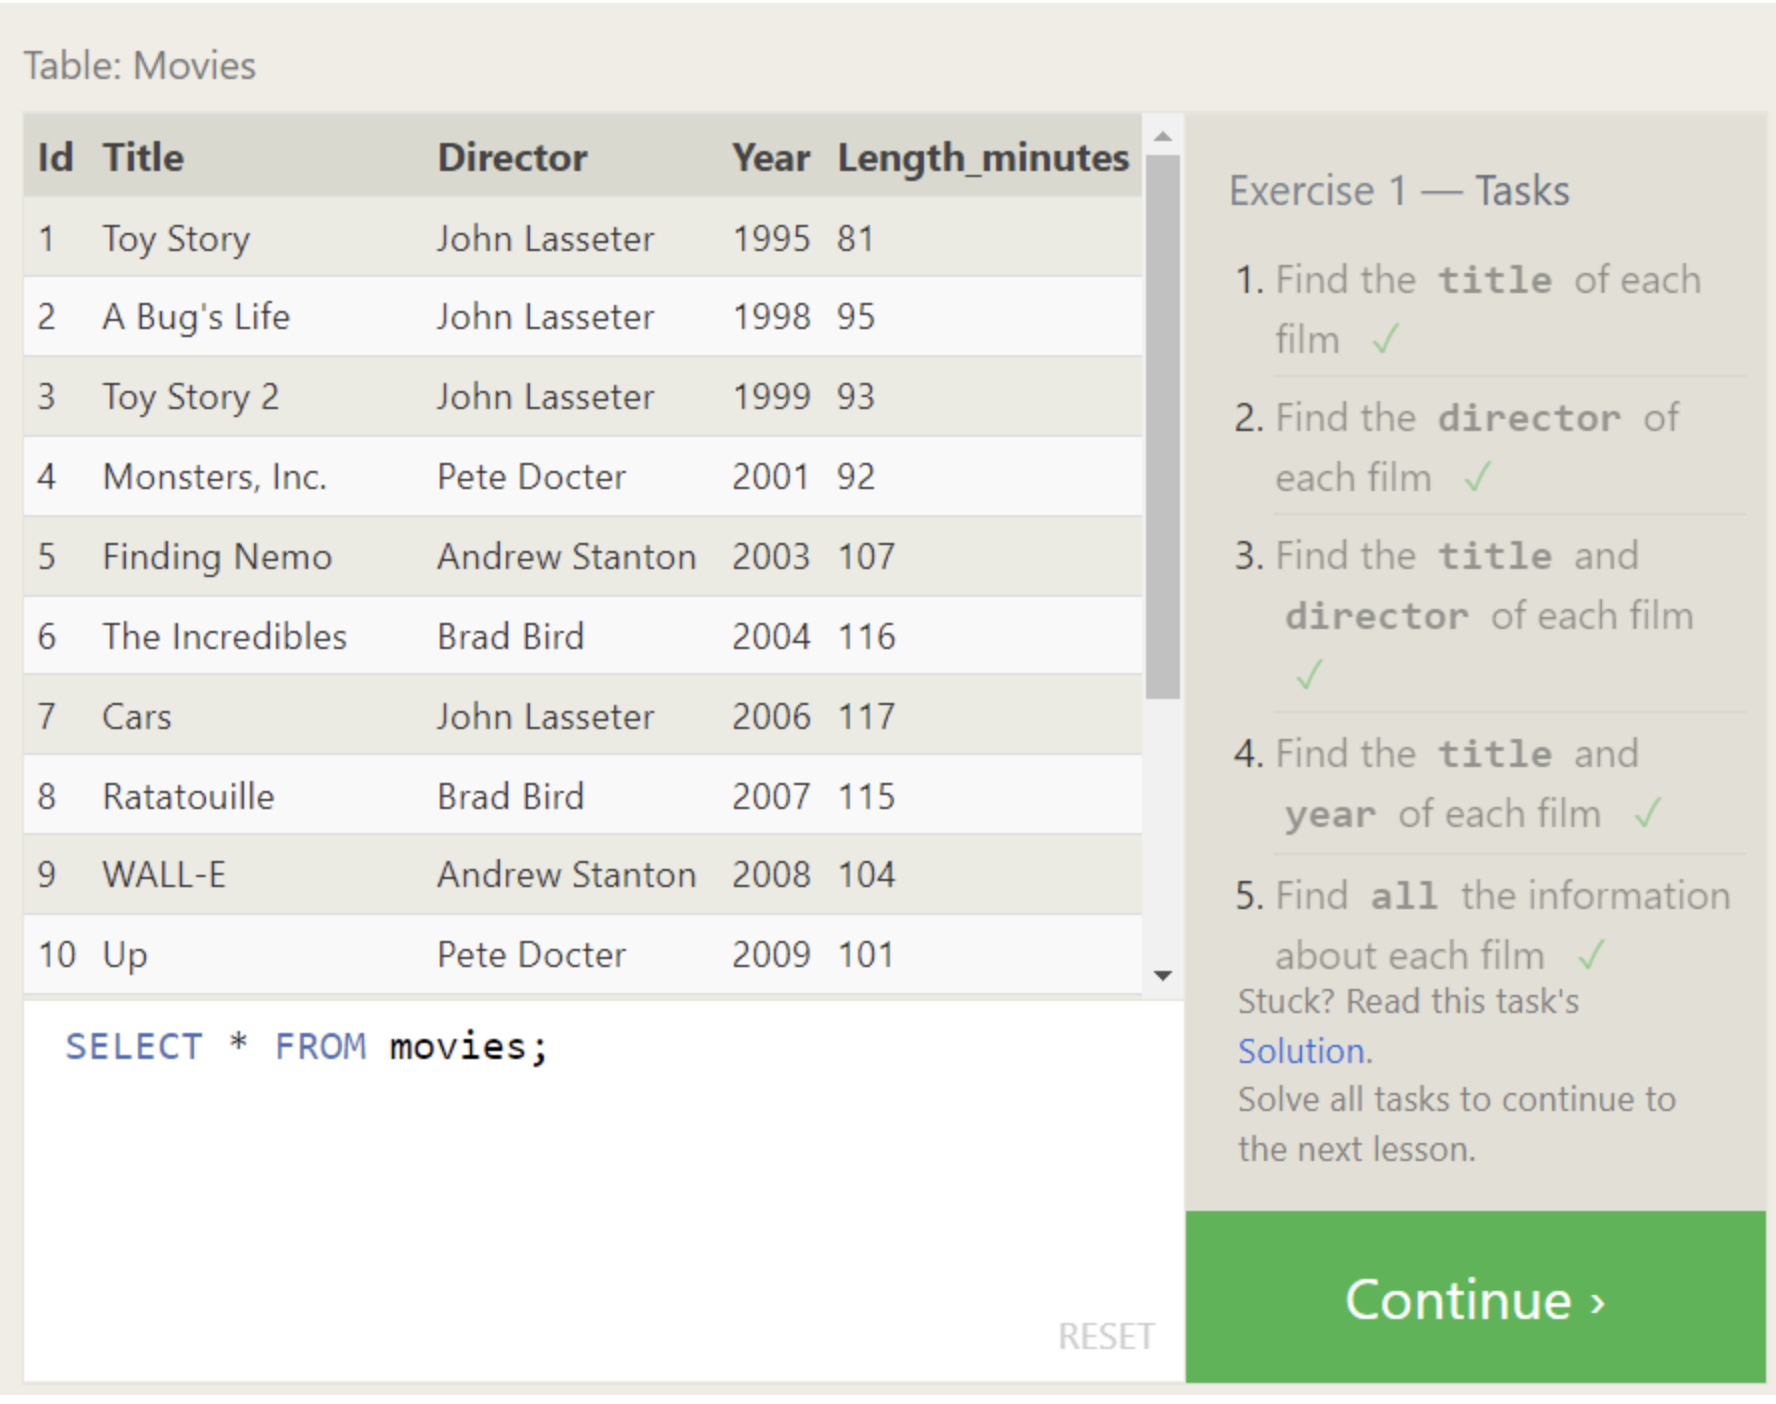 Table: Movies
Id Title Director Year Length_minutes
1 Toy Story John Lasseter 1995 81
2 A Bug's Life John Lasseter 1998 95
3 Toy Story 2 John Lasseter 1999 93
4 Monsters, Inc. Pete Docter 2001 92
5 Finding Nemo Andrew Stanton 2003 107
6 The Incredibles Brad Bird 2004 116
7 Cars John Lasseter 2006 117
8 Ratatouille Brad Bird 2007 115
9 WALL-E Andrew Stanton 2008 104
10 Up Pete Docter 2009 101
SELECT * FROM movies;
RESET
Exercise 1 — Tasks
1. Find the title of each
film ✓
2. Find the director of
each film ✓
3. Find the title and
director of each film
✓
4. Find the title and
year of each film ✓
5. Find all the information
about each film ✓
Stuck? Read this task's
Solution.
Solve all tasks to continue to
the next lesson.
Continue ›